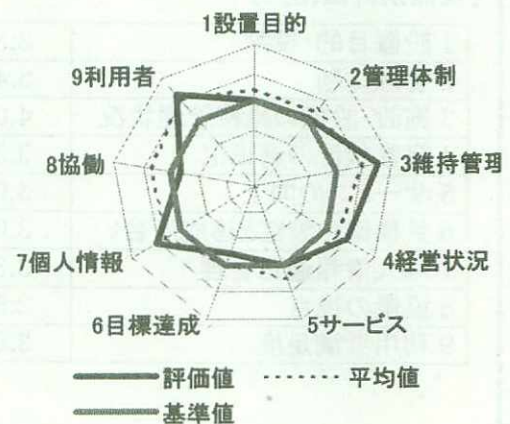 1設置目的
9利用者
2管理体制
8協働
3維持管理
7個人情報
4経営状況
6目標達成
5サービス
評価値
平均値
基準値